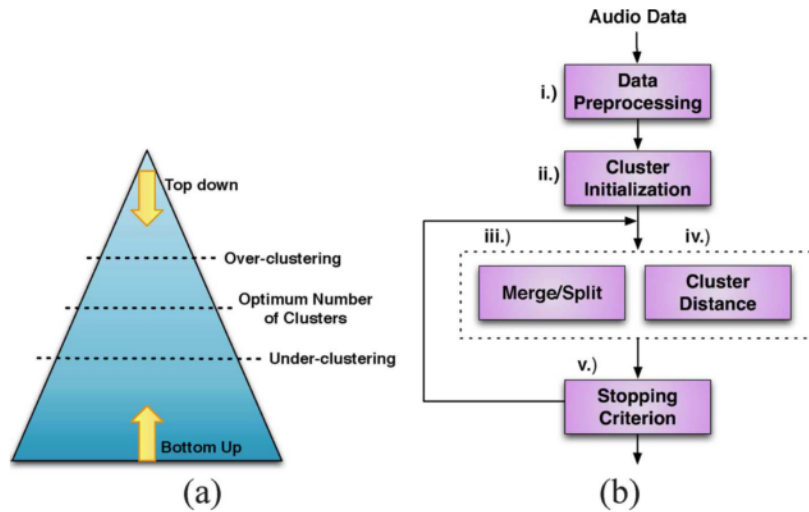 Top down
Over-clustering
Optimum Number
of Clusters
Under-clustering
Bottom Up
(a)
Audio Data
i.)
Data
Preprocessing
ii.)
Cluster
Initialization
iii.)
iv.)
Merge/Split
Cluster
Distance
v.)
Stopping
Criterion
(b)